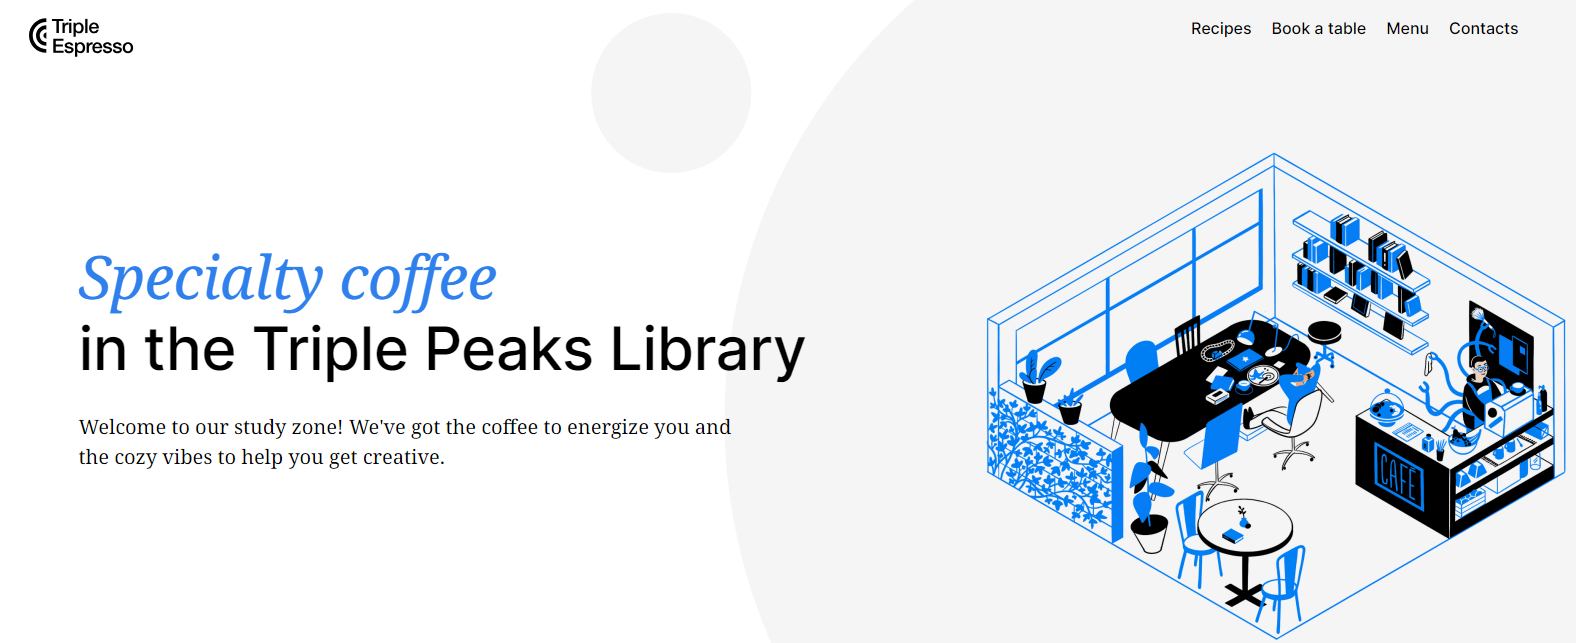 Triple
Espresso
Recipes Book a table Menu Contacts
Specialty coffee
in the Triple Peaks Library
Welcome to our study zone! We've got the coffee to energize you and
the cozy vibes to help you get creative.
CAFE